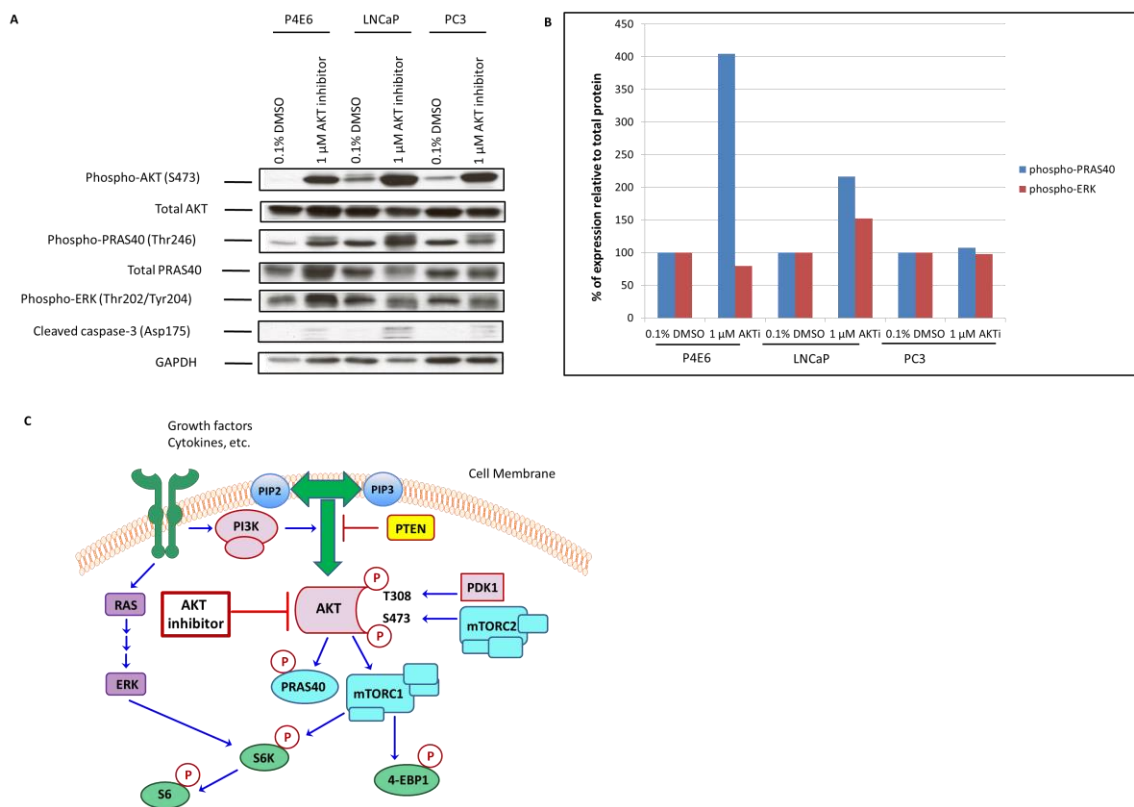 A
P4E6 LNCaP PC3
0.1% DMSO
1 µM AKT inhibitor
0.1% DMSO
1 µM AKT inhibitor
0.1% DMSO
1 µM AKT inhibitor
Phospho-AKT (S473)
Total AKT
Phospho-PRAS40 (Thr246)
Total PRAS40
Phospho-ERK (Thr202/Tyr204)
Cleaved caspase-3 (Asp175)
GAPDH
B
% of expression relative to total protein
450
400
350
300
250
200
150
100
50
0
0.1% DMSO 1 µM AKTi 0.1% DMSO 1 µM AKTi 0.1% DMSO 1 µM AKTi
P4E6 LNCaP PC3
phospho-PRAS40
phospho-ERK
C
Growth factors
Cytokines, etc.
Cell Membrane
PIP2
PIP3
PI3K
PTEN
P
RAS
AKT
inhibitor
AKT
T308
PDK1
S473
mTORC2
P
P
ERK
PRAS40
mTORC1
P
S6K
P
4-EBP1
P
S6